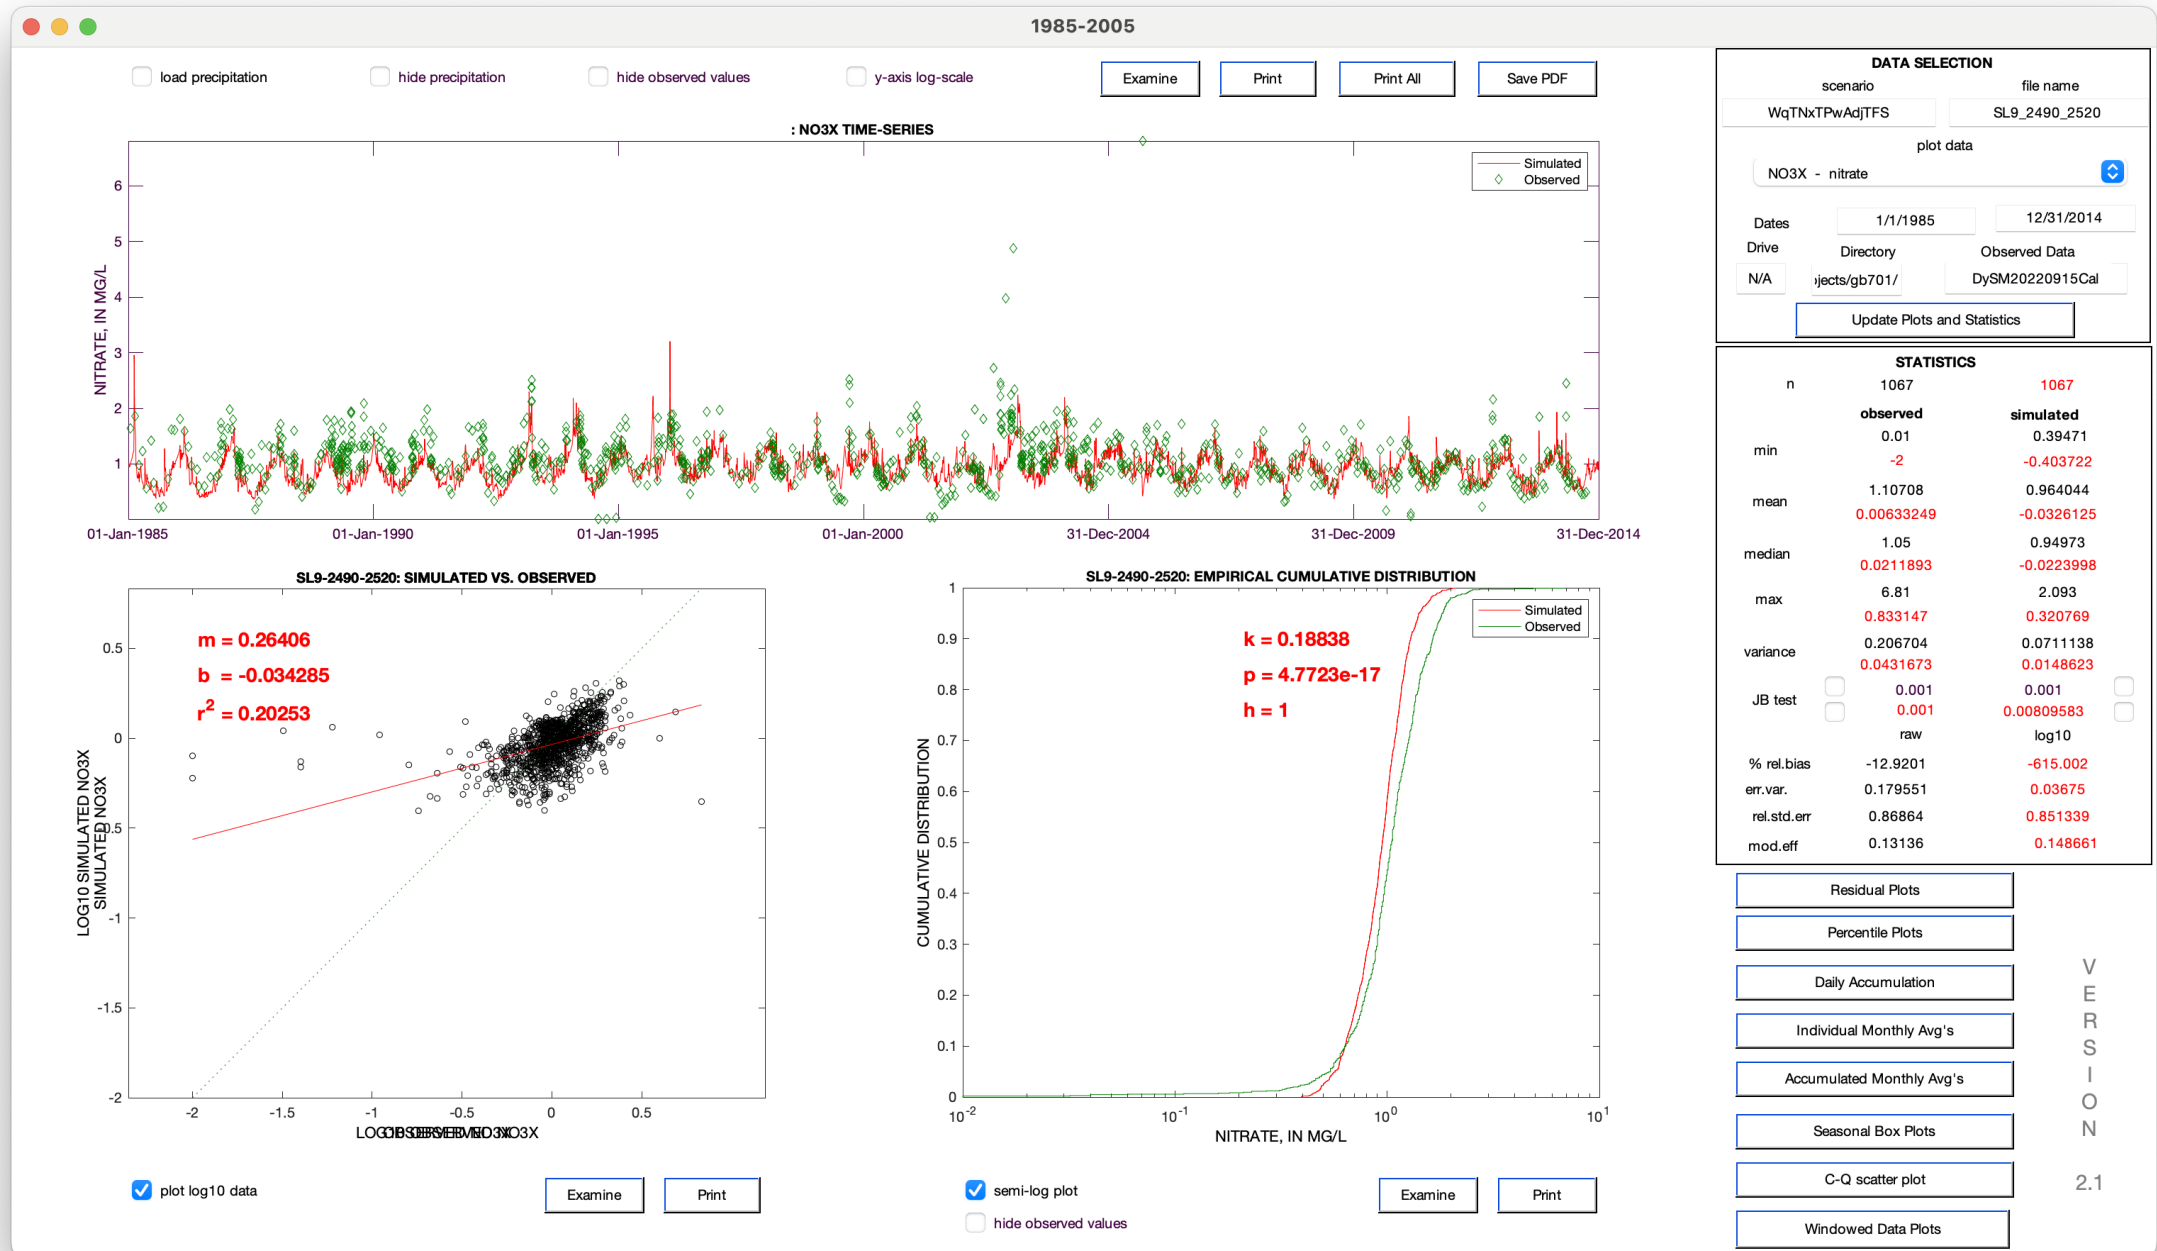 1985-2005
load precipitation
hide precipitation
hide observed values
y-axis log-scale
Examine
Print
Print All
Save PDF
: NO3X TIME-SERIES
Simulated
Observed
NITRATE, IN MG/L
6
5
4
3
2
1
01-Jan-1985
01-Jan-1990
01-Jan-1995
01-Jan-2000
31-Dec-2004
31-Dec-2009
31-Dec-2014
SL9-2490-2520: SIMULATED VS. OBSERVED
m = 0.26406
b = -0.034285
r2 = 0.20253
LOG10 SIMULATED NO3X
SIMULATED NO3X
0.5
0
-0.5
-1
-1.5
-2
-2
-1.5
-1
-0.5
0
0.5
LOG10 OBSERVED NO3X
OBSERVED NO3X
plot log10 data
Examine
Print
SL9-2490-2520: EMPIRICAL CUMULATIVE DISTRIBUTION
Simulated
Observed
k = 0.18838
p = 4.7723e-17
h = 1
CUMULATIVE DISTRIBUTION
1
0.9
0.8
0.7
0.6
0.5
0.4
0.3
0.2
0.1
0
10-2
10-1
100
101
NITRATE, IN MG/L
semi-log plot
hide observed values
Examine
Print
DATA SELECTION
scenario file name
WqTNxTPwAdjTFS SL9_2490_2520
plot data
NO3X - nitrate
Dates 1/1/1985 12/31/2014
Drive Directory Observed Data
N/A jects/gb701/ DySM20220915Cal
Update Plots and Statistics
STATISTICS
n 1067 1067
observed simulated
min 0.01 0.39471
-2 -0.403722
mean 1.10708 0.964044
0.00633249 -0.0326125
median 1.05 0.94973
0.0211893 -0.0223998
max 6.81 2.093
0.833147 0.320769
variance 0.206704 0.0711138
0.0431673 0.0148623
JB test 0.001 0.001
0.001 0.00809583
raw log10
% rel.bias -12.9201 -615.002
err.var. 0.179551 0.03675
rel.std.err 0.86864 0.851339
mod.eff 0.13136 0.148661
Residual Plots
Percentile Plots
Daily Accumulation
Individual Monthly Avg's
Accumulated Monthly Avg's
Seasonal Box Plots
C-Q scatter plot
Windowed Data Plots
VERSION
2.1